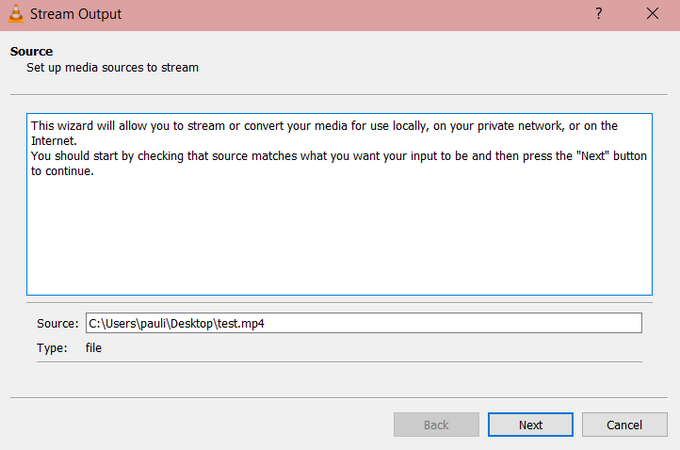 Stream Output
?
Source
Set up media sources to stream
This wizard will allow you to stream or convert your media for use locally, on your private network, or on the
Internet.
You should start by checking that source matches what you want your input to be and then press the "Next" button
to continue.
Source: C:\Users\pauli\Desktop\test.mp4
Type: file
Back Next Cancel